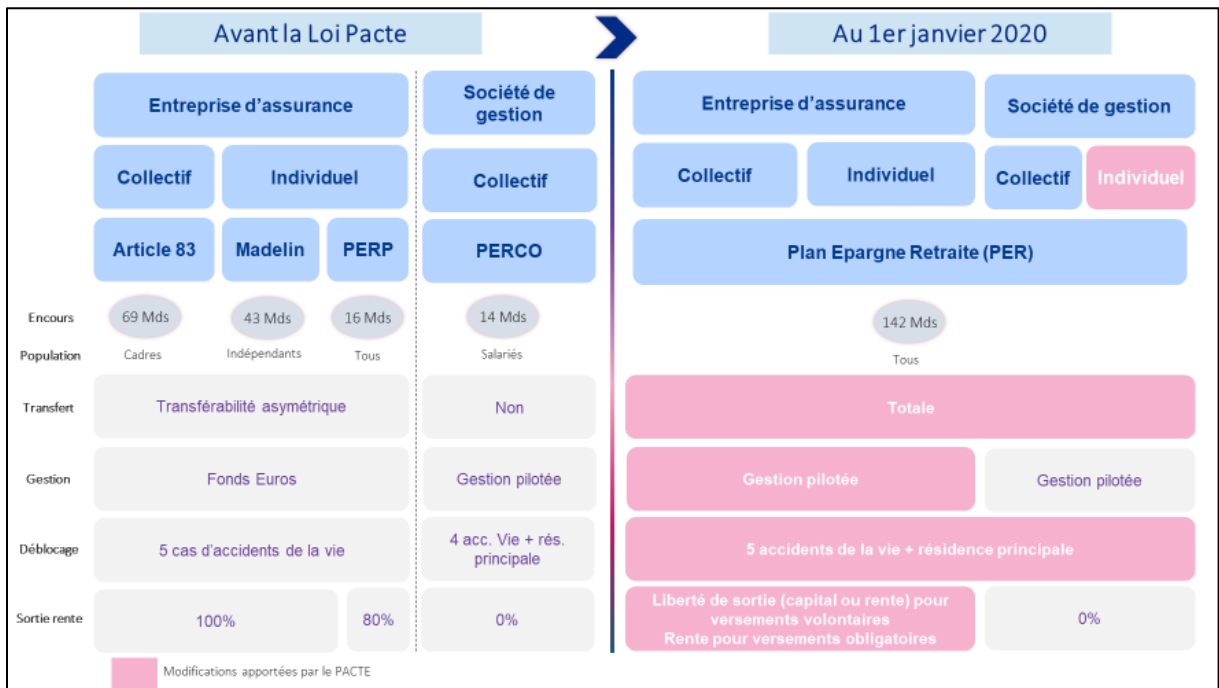 Avant la Loi Pacte
Au 1er janvier 2020
Entreprise d'assurance
Société de
gestion
Entreprise d'assurance
Société de gestion
Collectif
Individuel
Collectif
Collectif
Individuel
Collectif
Individuel
Article 83
Madelin
PERP
PERCO
Plan Epargne Retraite (PER)
Encours
69 Mds
43 Mds
16 Mds
14 Mds
142 Mds
Population
Cadres
Indépendants
Tous
Salariés
Tous
Transfert
Transférabilité asymétrique
Non
Totale
Gestion
Fonds Euros
Gestion pilotée
Gestion pilotée
Gestion pilotée
Déblocage
5 cas d'accidents de la vie
4 acc. Vie + rés.
principale
5 accidents de la vie + résidence principale
Sortie rente
100%
80%
0%
Liberté de sortie (capital ou rente) pour
versements volontaires
Rente pour versements obligatoires
0%
Modifications apportées par le PACTE